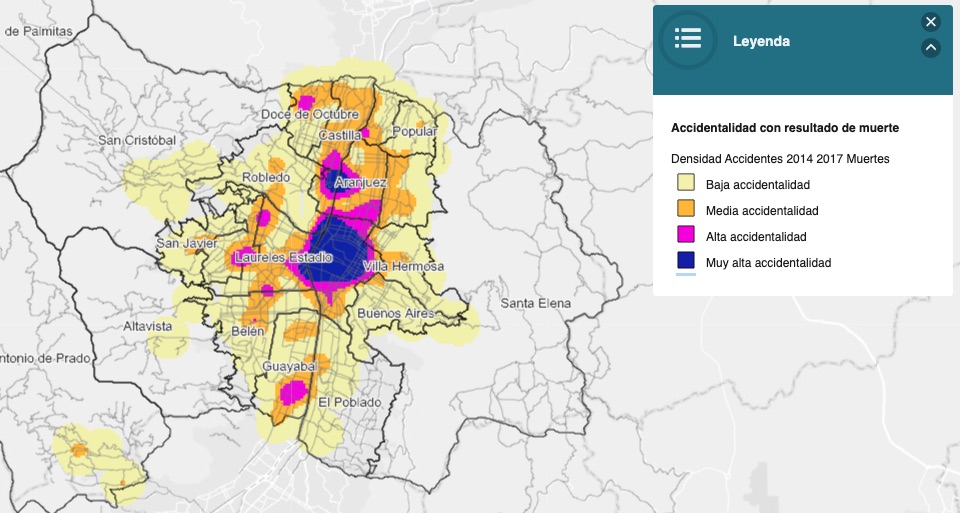 Leyenda
Accidentalidad con resultado de muerte
Densidad Accidentes 2014 2017 Muertes
Baja accidentalidad
Media accidentalidad
Alta accidentalidad
Muy alta accidentalidad
de Palmitas
Doce de Octubre
Castilla
Popular
San Cristóbal
Robledo
Aranjuez
San Javier
Laureles Estadio
Villa Hermosa
Santa Elena
Buenos Aires
Altavista
Belén
ntonio de Prado
Guayabal
El Poblado